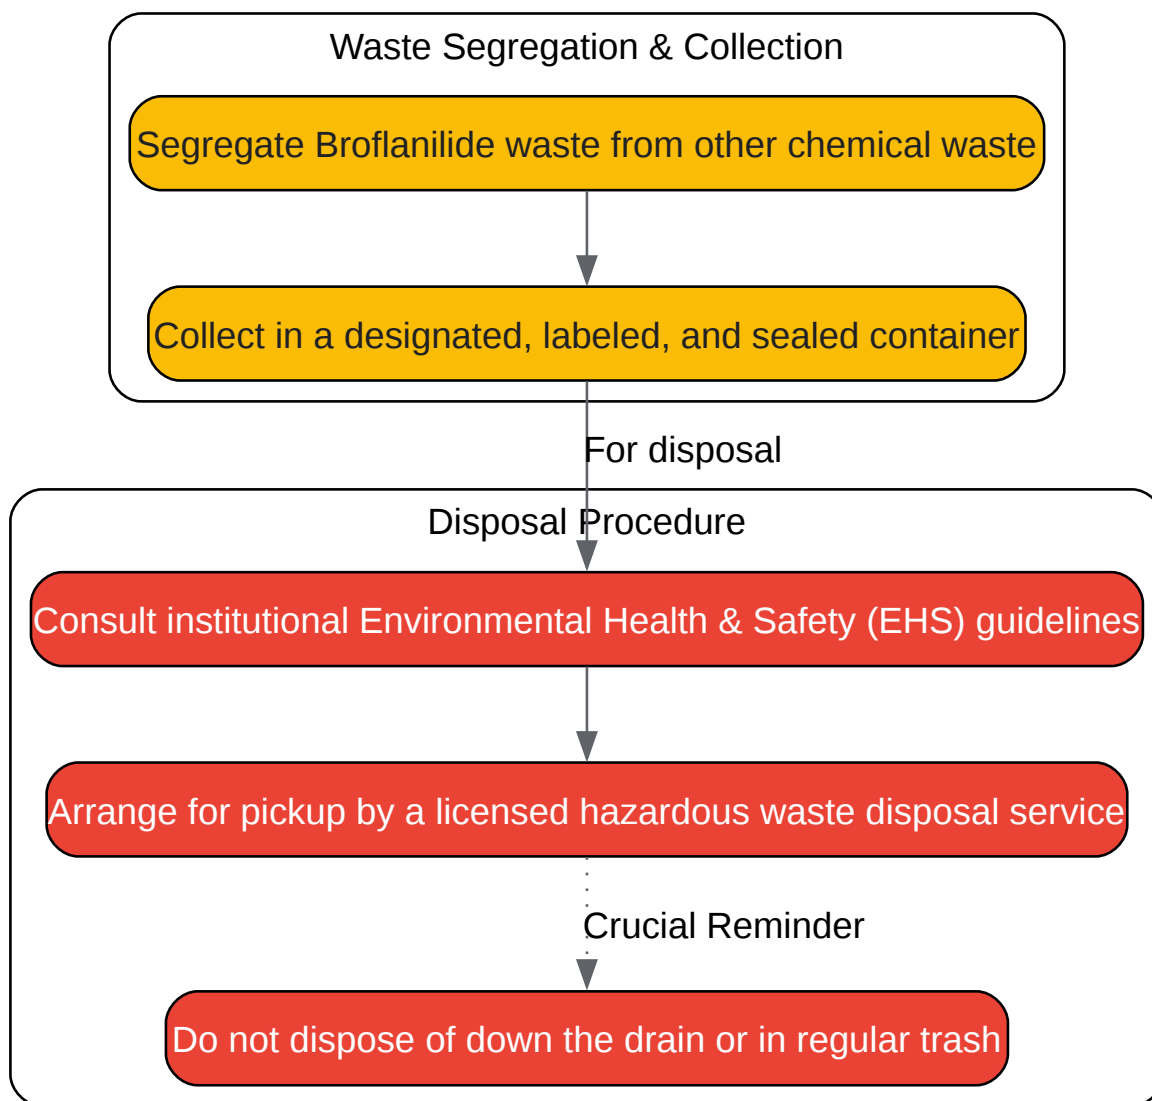 Waste Segregation & Collection
Segregate Broflanilide waste from other chemical waste
Collect in a designated, labeled, and sealed container
For disposal
Disposal Procedure
Consult institutional Environmental Health & Safety (EHS) guidelines
Arrange for pickup by a licensed hazardous waste disposal service
Crucial Reminder
Do not dispose of down the drain or in regular trash